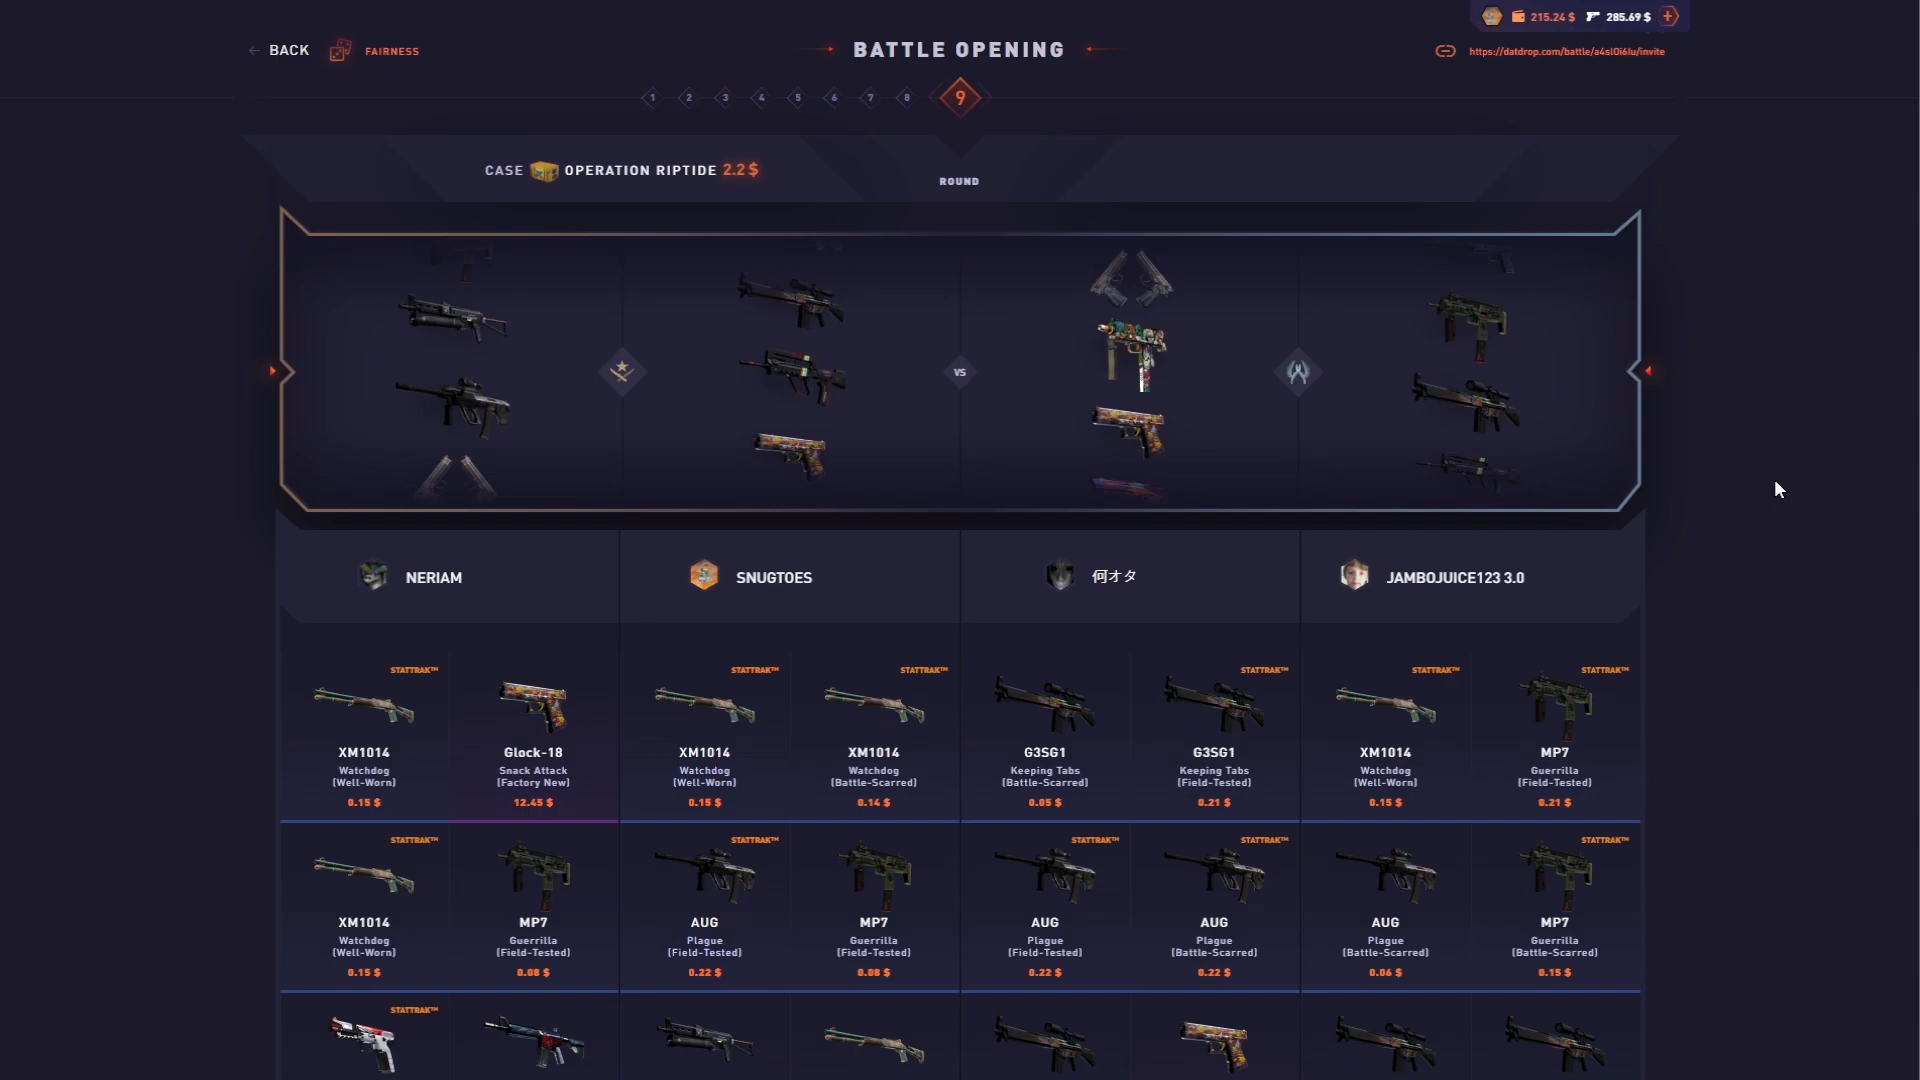 215.24 $ 285.69 $
← BACK FAIRNESS
BATTLE OPENING
https://datdrop.com/battle/a4sl0i6Iu/invite
1 2 3 4 5 6 7 8 9
CASE OPERATION RIPTIDE 2.2 $
ROUND
VS
NERIAM SNUGTOES 何オタ JAMBOJUICE123 3.0
STATTRAK™ STATTRAK™ STATTRAK™ STATTRAK™ STATTRAK™ STATTRAK™
XM1014 Glock-18 XM1014 XM1014 G3SG1 G3SG1 XM1014 MP7
Watchdog Snack Attack Watchdog Watchdog Keeping Tabs Keeping Tabs Watchdog Guerrilla
(Well-Worn) (Factory New) (Well-Worn) (Battle-Scarred) (Battle-Scarred) (Field-Tested) (Well-Worn) (Field-Tested)
0.15 $ 12.45 $ 0.15 $ 0.14 $ 0.05 $ 0.21 $ 0.15 $ 0.21 $
STATTRAK™ STATTRAK™ STATTRAK™ STATTRAK™ STATTRAK™
XM1014 MP7 AUG MP7 AUG AUG AUG MP7
Watchdog Guerrilla Plague Guerrilla Plague Plague Plague Guerrilla
(Well-Worn) (Field-Tested) (Field-Tested) (Field-Tested) (Field-Tested) (Battle-Scarred) (Battle-Scarred) (Battle-Scarred)
0.15 $ 0.08 $ 0.22 $ 0.08 $ 0.22 $ 0.22 $ 0.06 $ 0.15 $
STATTRAK™